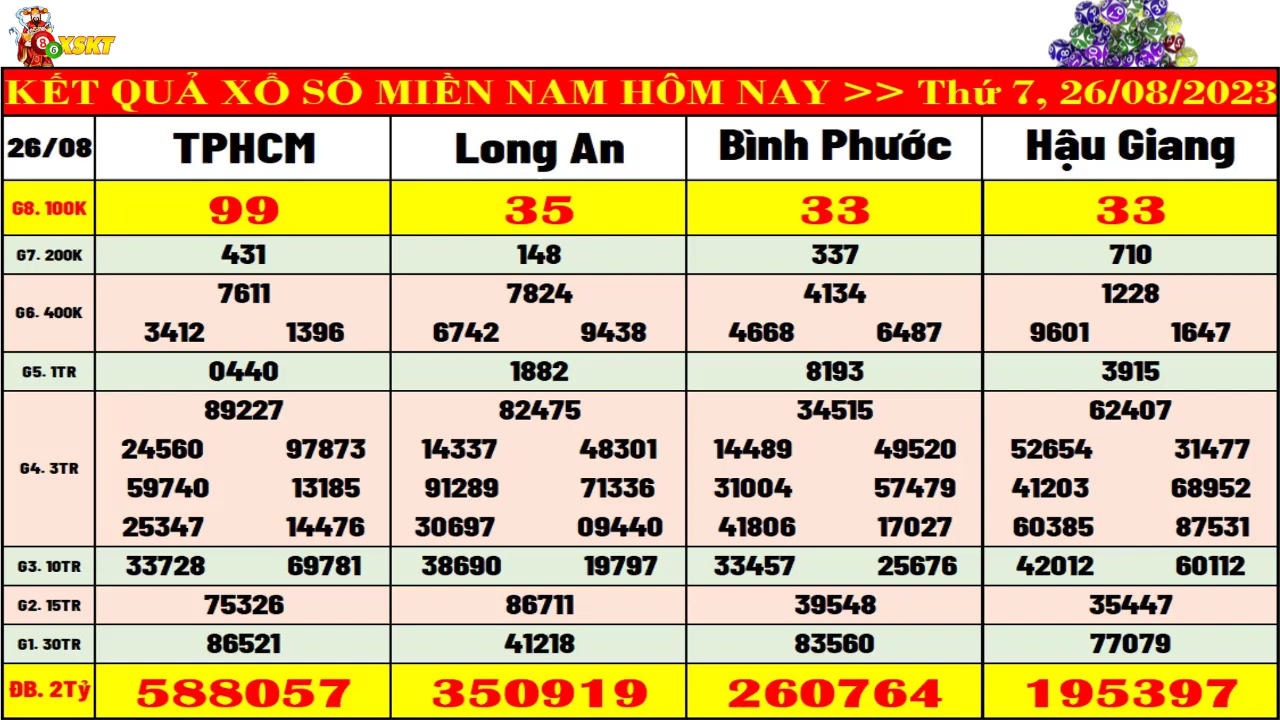 XSKT
KẾT QUẢ XỔ SỐ MIỀN NAM HÔM NAY >> Thứ 7, 26/08/2023
26/08 TPHCM Long An Bình Phước Hậu Giang
G8. 100K 99 35 33 33
G7. 200K 431 148 337 710
G6. 400K 7611 7824 4134 1228
3412 1396 6742 9438 4668 6487 9601 1647
G5. 1TR 0440 1882 8193 3915
G4. 3TR 89227 82475 34515 62407
24560 97873 14337 48301 14489 49520 52654 31477
59740 13185 91289 71336 31004 57479 41203 68952
25347 14476 30697 09440 41806 17027 60385 87531
G3. 10TR 33728 69781 38690 19797 33457 25676 42012 60112
G2. 15TR 75326 86711 39548 35447
G1. 30TR 86521 41218 83560 77079
ĐB. 2Tỷ 588057 350919 260764 195397